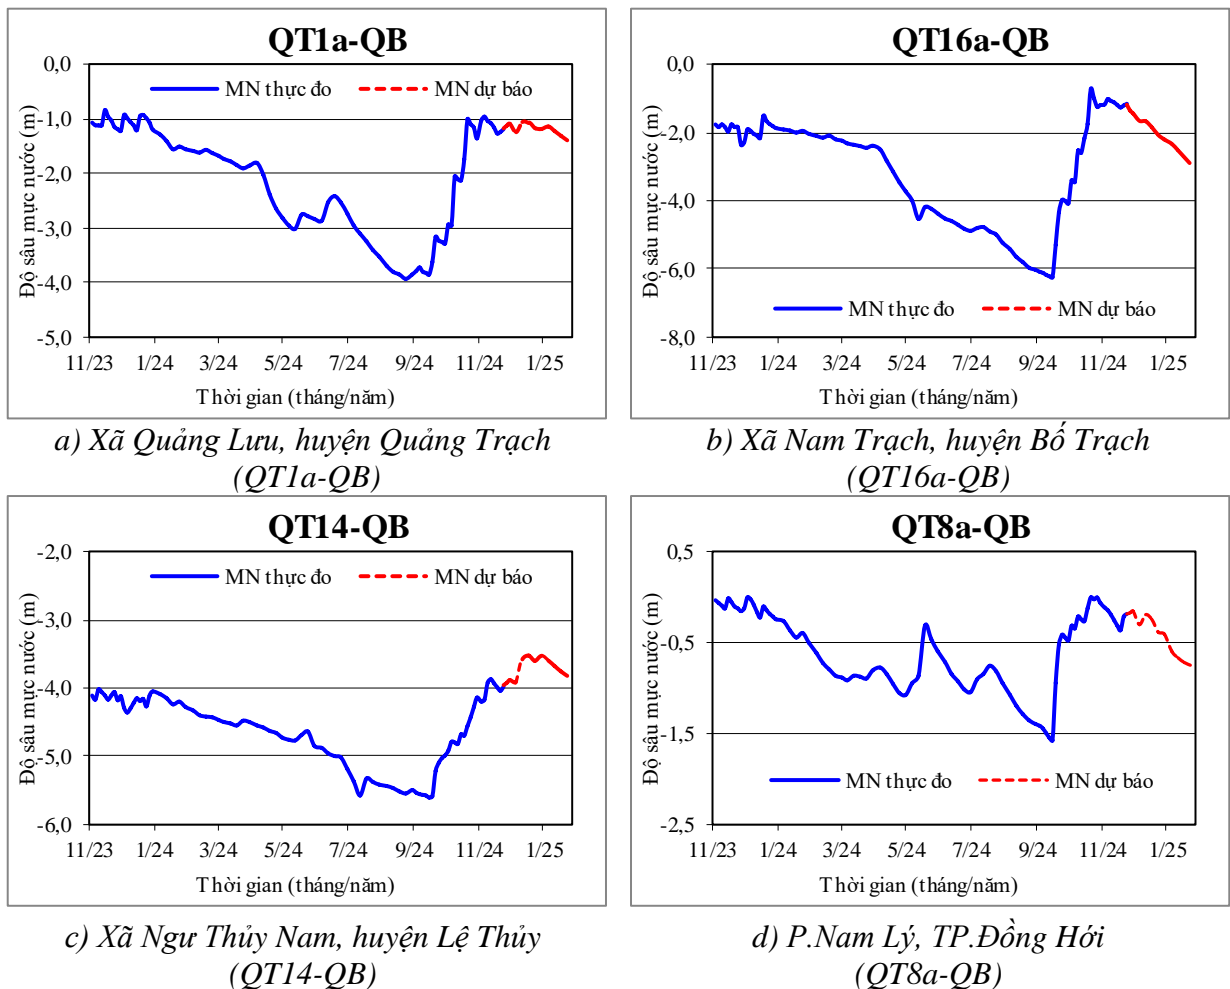 QT1a-QB
MN thực đo
MN dự báo
0,0
-1,0
-2,0
-3,0
-4,0
-5,0
Độ sâu mực nước (m)
11/23 1/24 3/24 5/24 7/24 9/24 11/24 1/25
Thời gian (tháng/năm)
a) Xã Quảng Lưu, huyện Quảng Trạch
(QT1a-QB)
QT16a-QB
0,0
-2,0
-4,0
-6,0
-8,0
Độ sâu mực nước (m)
MN thực đo
MN dự báo
11/23 1/24 3/24 5/24 7/24 9/24 11/24 1/25
Thời gian (tháng/năm)
b) Xã Nam Trạch, huyện Bố Trạch
(QT16a-QB)
QT14-QB
MN thực đo
MN dự báo
-2,0
-3,0
-4,0
-5,0
-6,0
Độ sâu mực nước (m)
11/23 1/24 3/24 5/24 7/24 9/24 11/24 1/25
Thời gian (tháng/năm)
c) Xã Ngư Thủy Nam, huyện Lệ Thủy
(QT14-QB)
QT8a-QB
0,5
-0,5
-1,5
-2,5
Độ sâu mực nước (m)
MN thực đo
MN dự báo
11/23 1/24 3/24 5/24 7/24 9/24 11/24 1/25
Thời gian (tháng/năm)
d) P.Nam Lý, TP.Đồng Hới
(QT8a-QB)